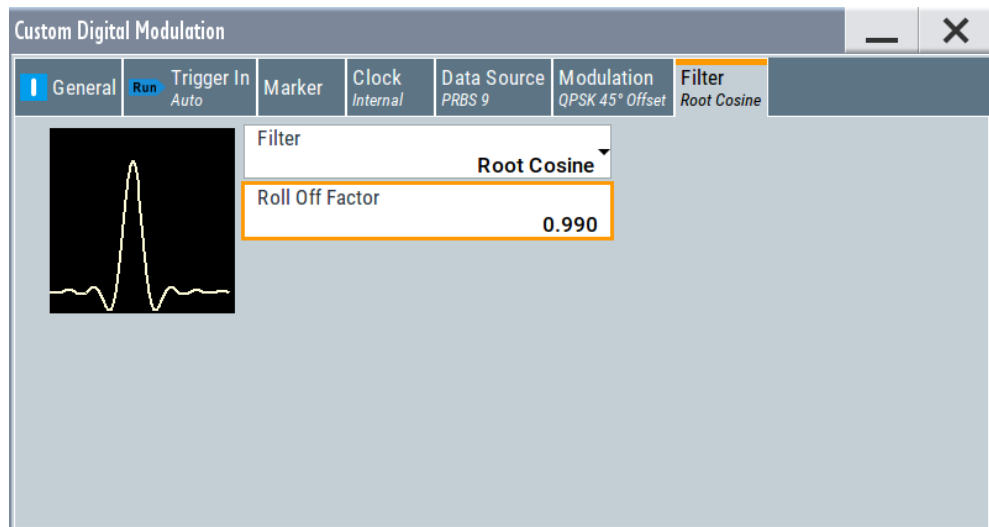 Custom Digital Modulation
General
Run
Trigger In
Auto
Marker
Clock
Internal
Data Source
PRBS 9
Modulation
QPSK 45° Offset
Filter
Root Cosine
Filter
Root Cosine
Roll Off Factor
0.990